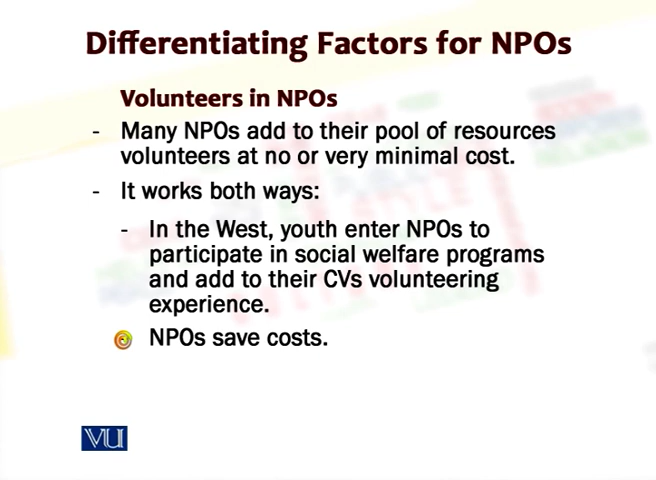 Differentiating Factors for NPOs
Volunteers in NPOs
- Many NPOs add to their pool of resources
volunteers at no or very minimal cost.
- It works both ways:
- In the West, youth enter NPOs to
participate in social welfare programs
and add to their CVs volunteering
experience.
NPOs save costs.
VU